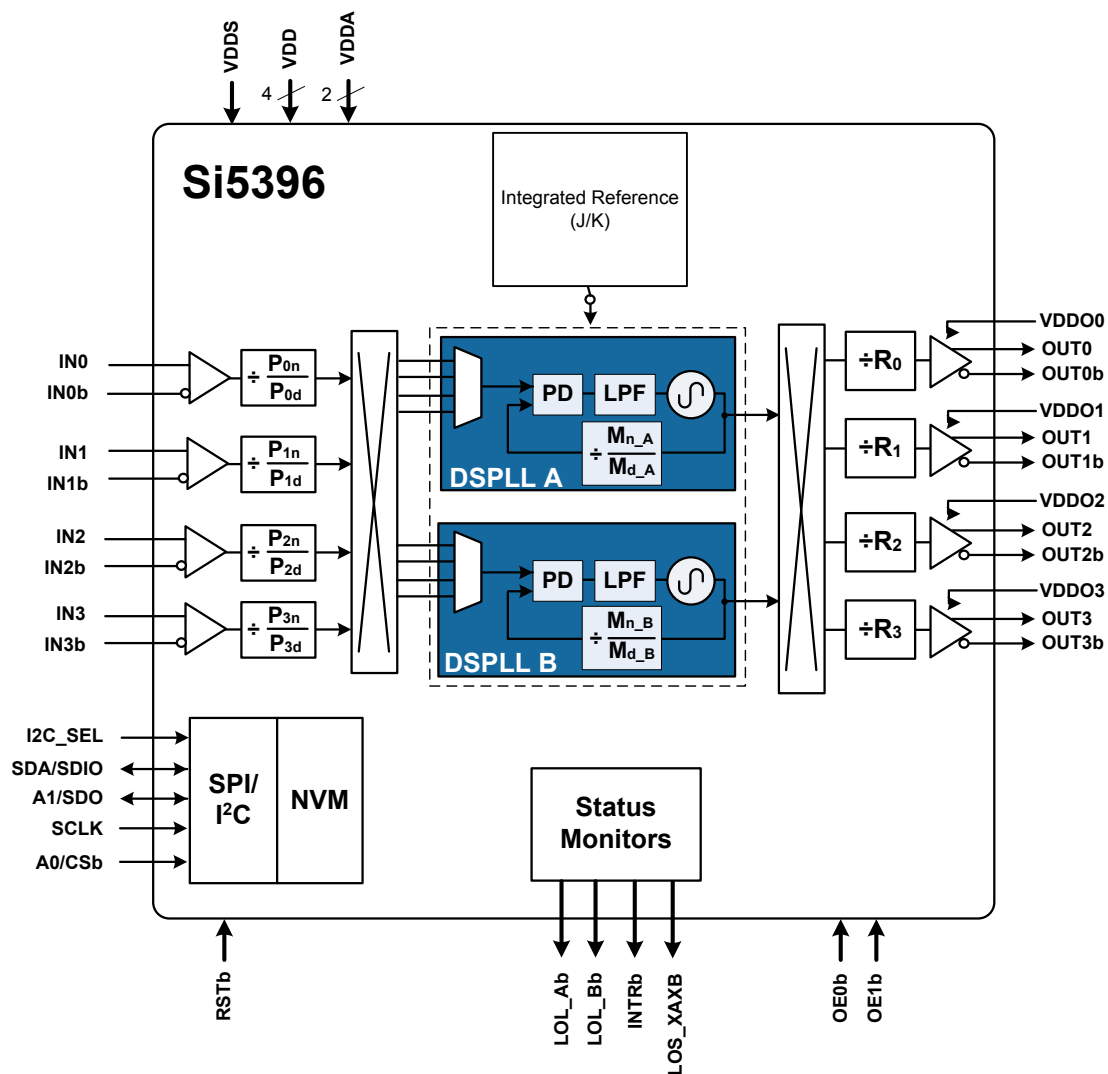 VDDS
VDD
VDDA
4
2
Si5396
Integrated Reference
(J/K)
IN0
IN0b
÷ P0n
P0d
IN1
IN1b
÷ P1n
P1d
IN2
IN2b
÷ P2n
P2d
IN3
IN3b
÷ P3n
P3d
PD
LPF
÷ Mn_A
Md_A
DSPLL A
PD
LPF
÷ Mn_B
Md_B
DSPLL B
÷R0
VDDO0
OUT0
OUT0b
÷R1
VDDO1
OUT1
OUT1b
÷R2
VDDO2
OUT2
OUT2b
÷R3
VDDO3
OUT3
OUT3b
I2C_SEL
SDA/SDIO
A1/SDO
SCLK
A0/CSb
SPI/
I²C
NVM
Status
Monitors
RSTb
LOL_Ab
LOL_Bb
INTRb
LOS_XAXB
OE0b
OE1b